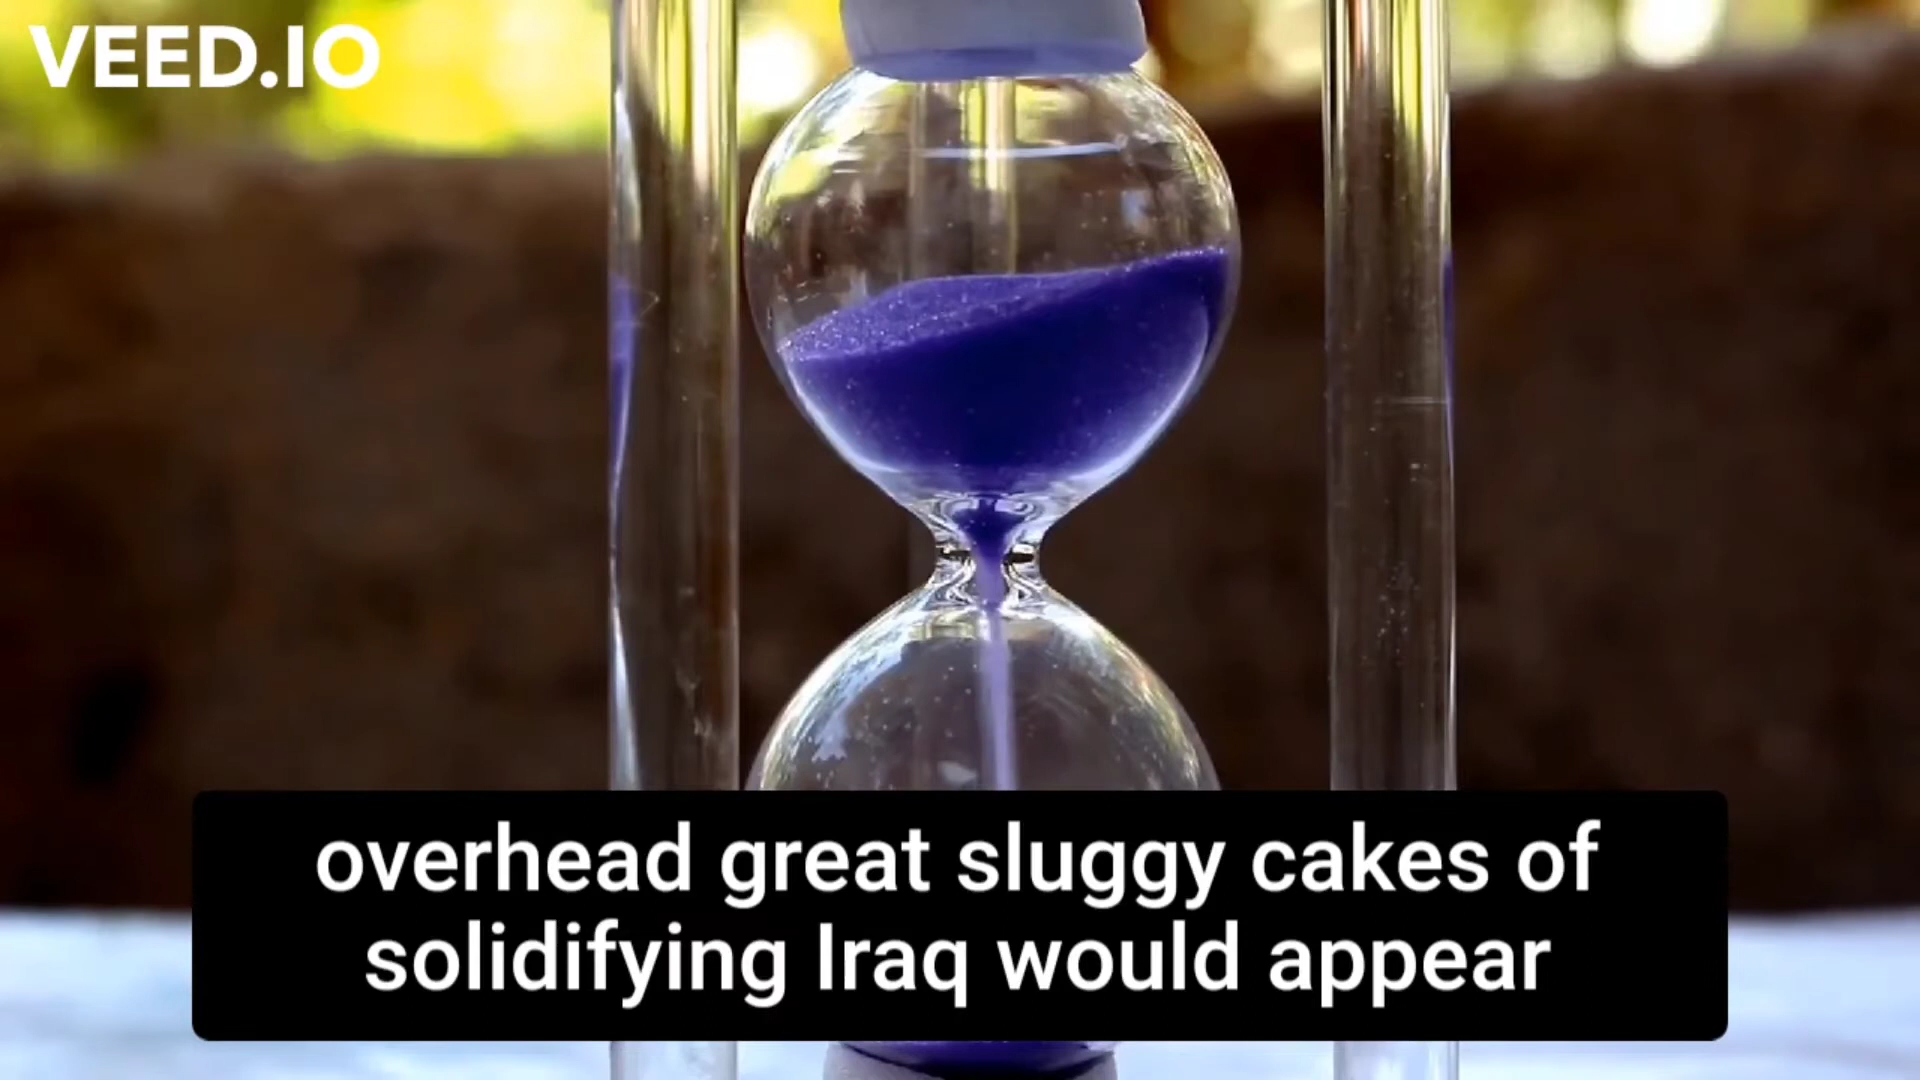 VEED.IO
overhead great sluggy cakes of
solidifying Iraq would appear